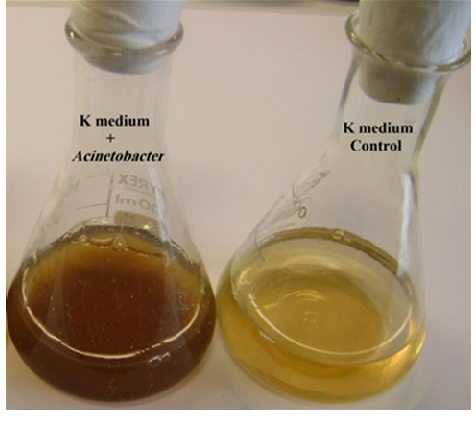 K medium
+
Acinetobacter
K medium
Control